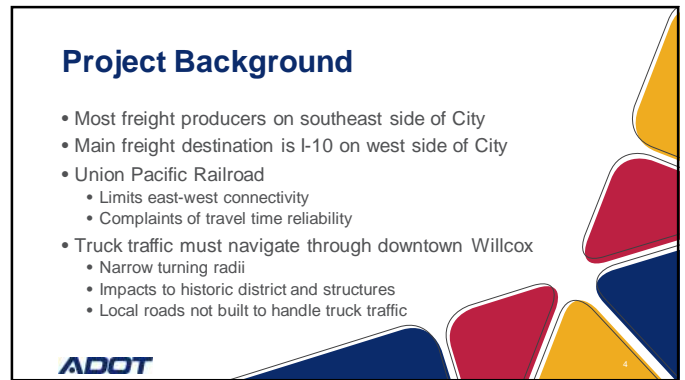 Project Background
• Most freight producers on southeast side of City
• Main freight destination is I-10 on west side of City
• Union Pacific Railroad
• Limits east-west connectivity
• Complaints of travel time reliability
• Truck traffic must navigate through downtown Willcox
• Narrow turning radii
• Impacts to historic district and structures
• Local roads not built to handle truck traffic
ADOT
4